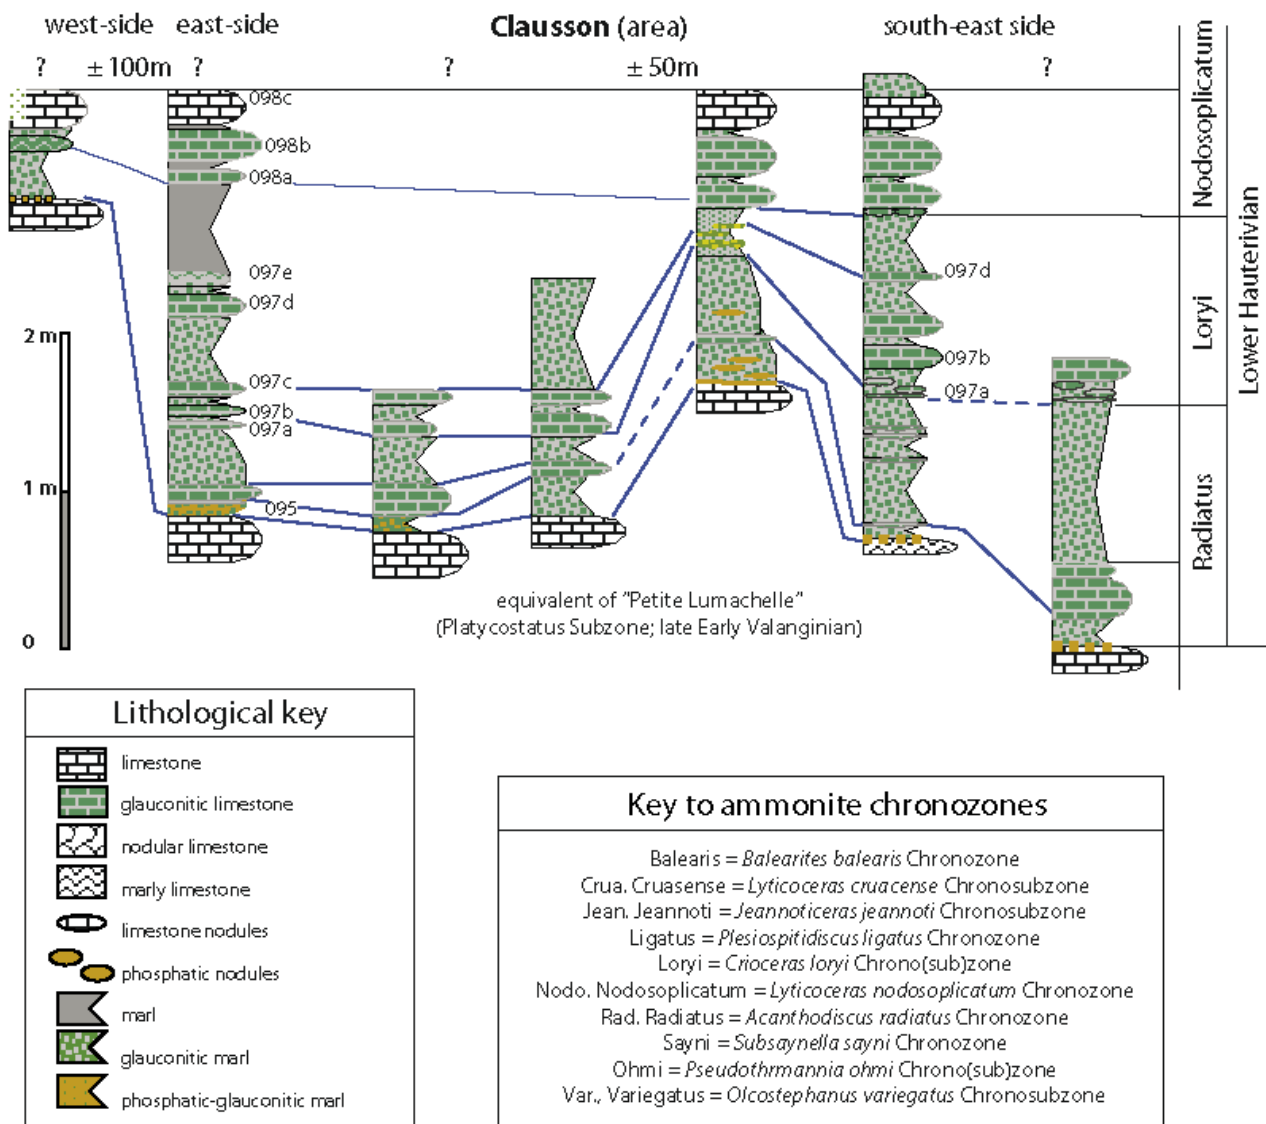 west-side east-side Clausson (area) south-east side
? ± 100m ? ? ± 50m ?
098c
098b
098a
097e
097d
097c
097b
097a
095
097d
097b
097a
2 m
1 m
0
Nodosoplicatum
Loryi
Radiatus
Lower Hauterivian
equivalent of "Petite Lumachelle"
(Platycostatus Subzone; late Early Valanginian)
Lithological key
limestone
glauconitic limestone
nodular limestone
marly limestone
limestone nodules
phosphatic nodules
marl
glauconitic marl
phosphatic-glauconitic marl
Key to ammonite chronozones
Balearis = Balearites balearis Chronozone
Crua. Cruasense = Lyticoceras cruacense Chronosubzone
Jean. Jeannoti = Jeannoticeras jeannoti Chronosubzone
Ligatus = Plesiospitidiscus ligatus Chronozone
Loryi = Crioceras loryi Chrono(sub)zone
Nodo. Nodosoplicatum = Lyticoceras nodosoplicatum Chronozone
Rad. Radiatus = Acanthodiscus radiatus Chronozone
Sayni = Subsaynella sayni Chronozone
Ohmi = Pseudothrmannia ohmi Chrono(sub)zone
Var., Variegatus = Olcostephanus variegatus Chronosubzone